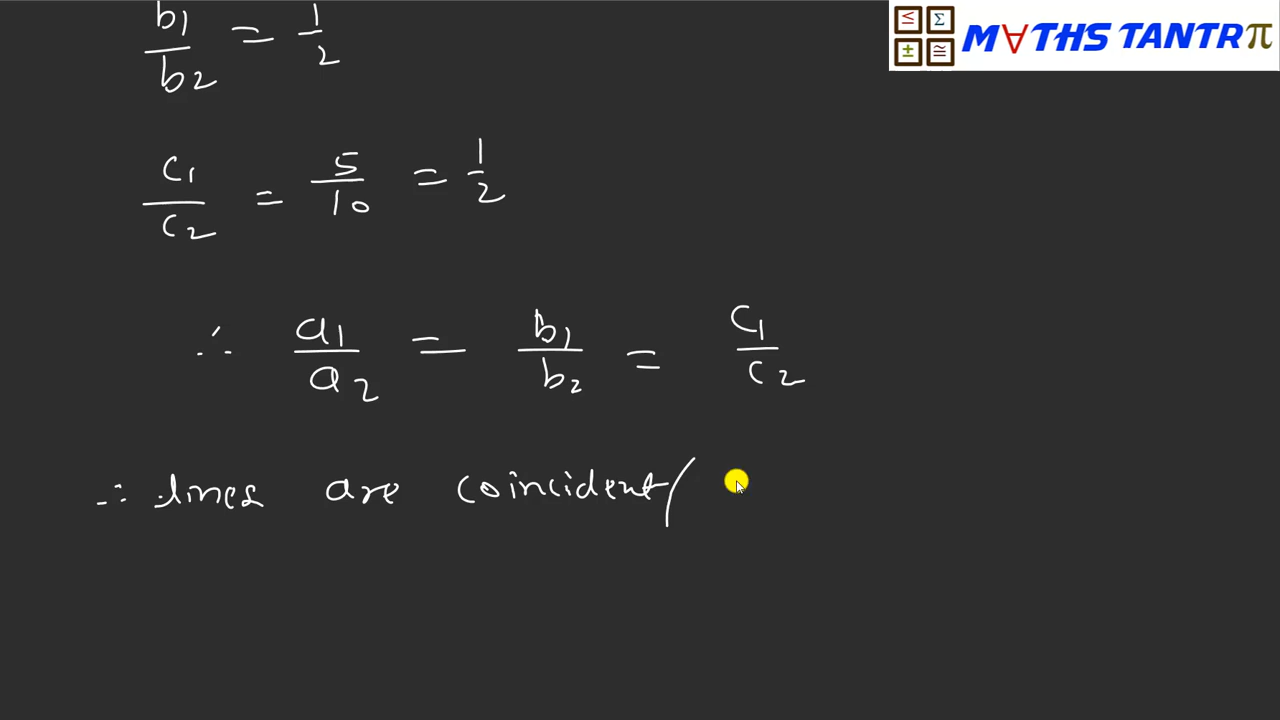 b1/b2 = 1/2
≤ Σ ± ≅ M∀THS TANTRπ
c1/c2 = 5/10 = 1/2
∴ a1/a2 = b1/b2 = c1/c2
∴ lines are coincident/